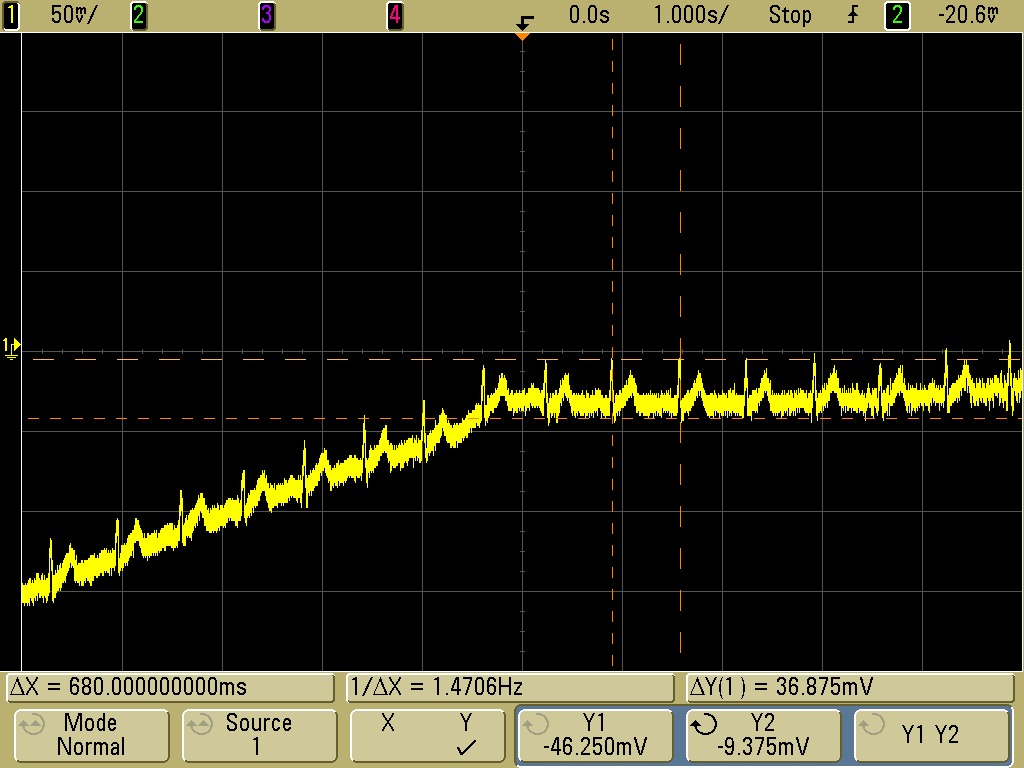 1 50mV/ 2 3 4 0.0s 1.000s/ Stop 2 -20.6mV
1
ΔX = 680.000000000ms 1/ΔX = 1.4706Hz ΔY(1) = 36.875mV
Mode Source X Y Y1 Y2
Normal 1 ✓ -46.250mV -9.375mV Y1 Y2